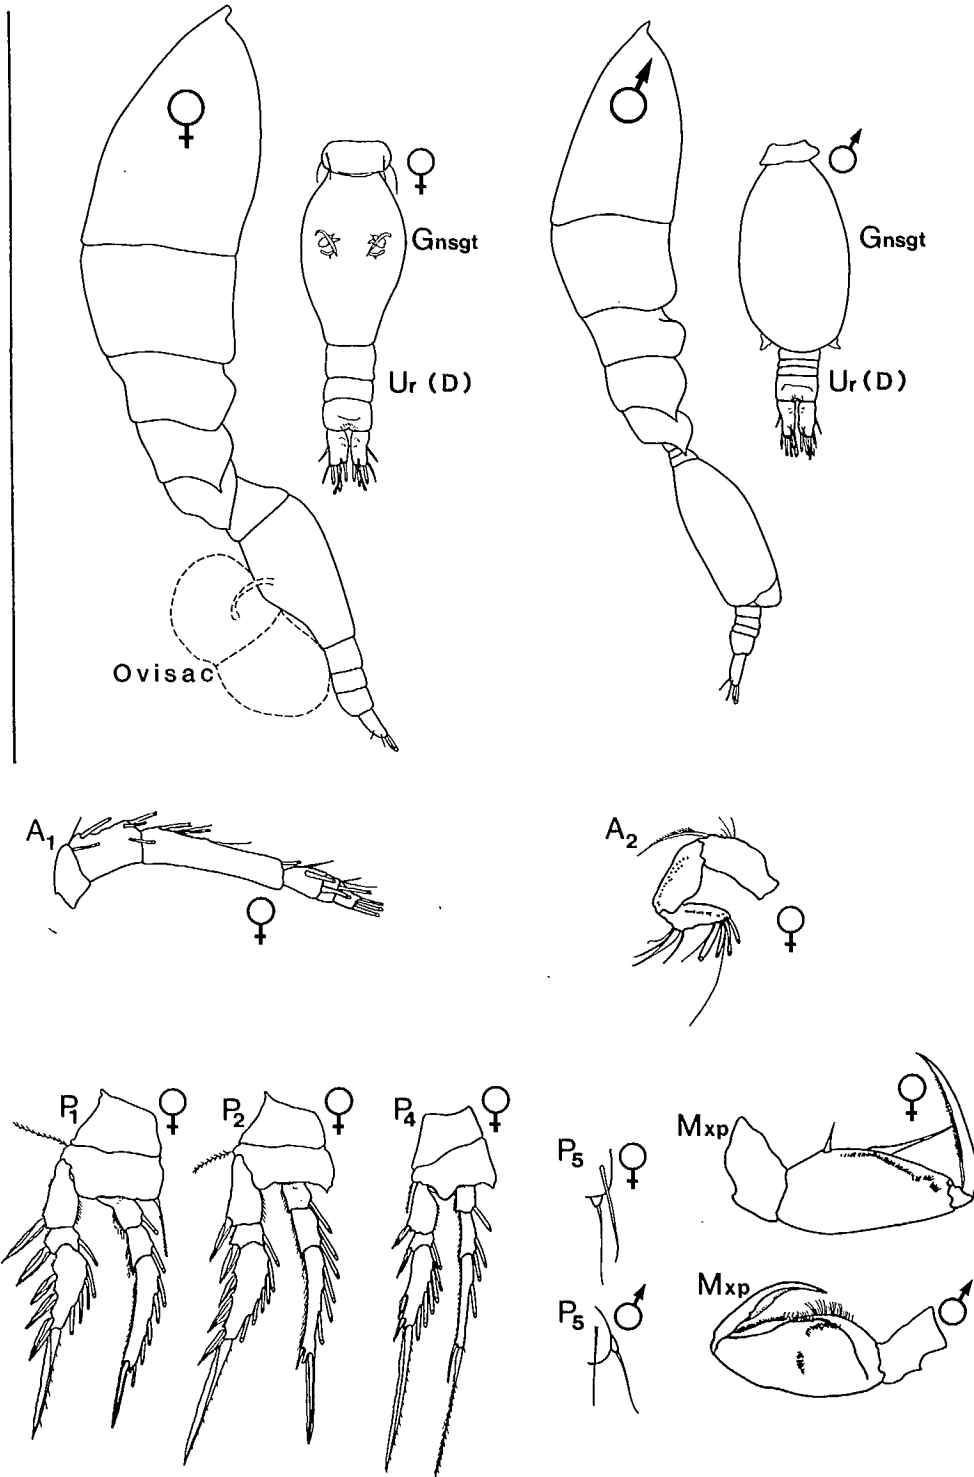 ♀
♂
♀
♂
Gnsgt
Gnsgt
Ur (D)
Ur (D)
Ovisac
A1
♀
A2
♀
P1 ♀
P2 ♀
P4 ♀
P5 ♀
Mxp ♀
P5 ♂
Mxp ♂